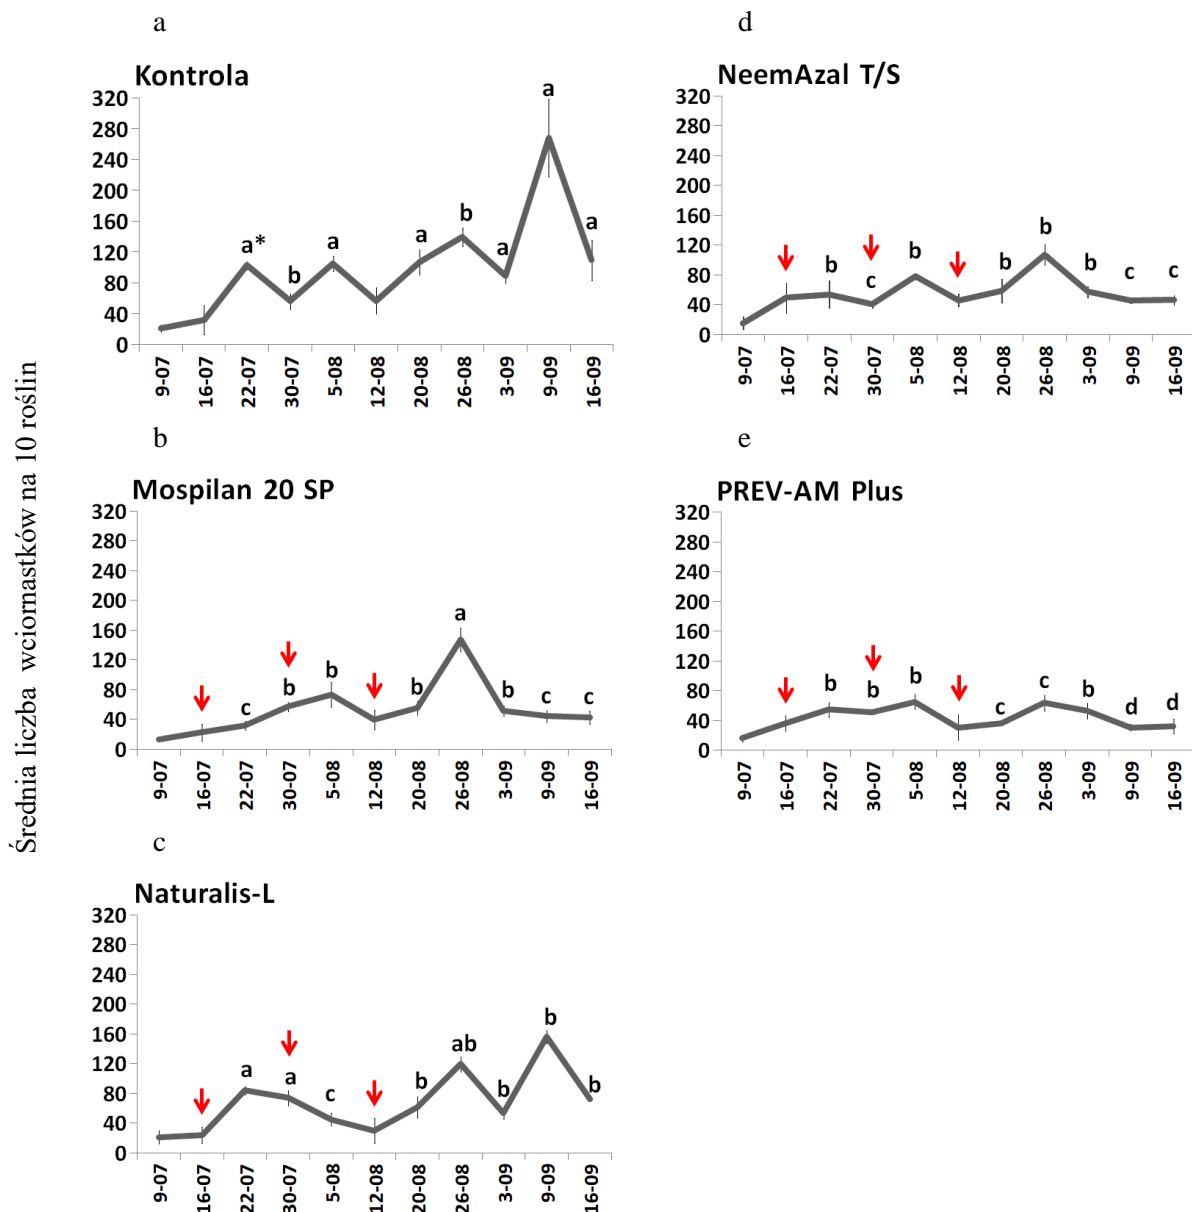 Średnia liczba wciornastków na 10 roślin
a
Kontrola
320
280
240
200
160
120
80
40
0
a*
b
a
a
b
a
a
a
9-07
16-07
22-07
30-07
5-08
12-08
20-08
26-08
3-09
9-09
16-09
b
Mospilan 20 SP
320
280
240
200
160
120
80
40
0
c
b
b
b
a
b
c
c
9-07
16-07
22-07
30-07
5-08
12-08
20-08
26-08
3-09
9-09
16-09
c
Naturalis-L
320
280
240
200
160
120
80
40
0
a
a
c
b
ab
b
b
b
9-07
16-07
22-07
30-07
5-08
12-08
20-08
26-08
3-09
9-09
16-09
d
NeemAzal T/S
320
280
240
200
160
120
80
40
0
b
c
b
b
b
b
c
c
9-07
16-07
22-07
30-07
5-08
12-08
20-08
26-08
3-09
9-09
16-09
e
PREV-AM Plus
320
280
240
200
160
120
80
40
0
b
b
b
c
c
b
d
d
9-07
16-07
22-07
30-07
5-08
12-08
20-08
26-08
3-09
9-09
16-09